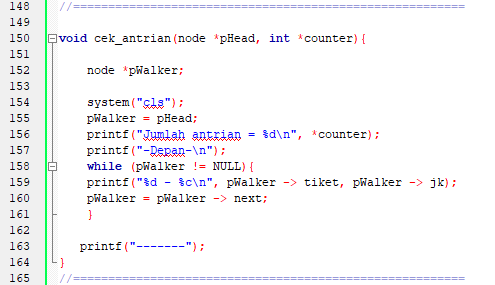 148 //============================================================
149
150 void cek_antrian(node *pHead, int *counter){
151
152 node *pWalker;
153
154 system("cls");
155 pWalker = pHead;
156 printf("Jumlah antrian = %d\n", *counter);
157 printf("-Depan-\n");
158 while (pWalker != NULL){
159 printf("%d - %c\n", pWalker -> tiket, pWalker -> jk);
160 pWalker = pWalker -> next;
161 }
162
163 printf("-------");
164 }
165 //============================================================